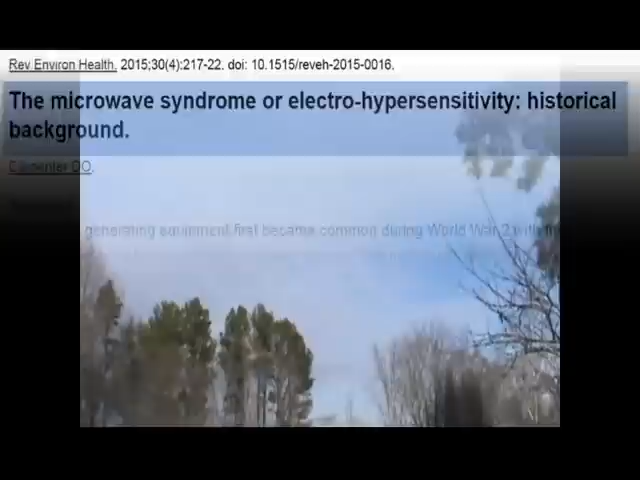 Rev Environ Health. 2015;30(4):217-22. doi: 10.1515/reveh-2015-0016.
The microwave syndrome or electro-hypersensitivity: historical
background.
Carpenter DO.
generating equipment first became common during World War 2 with